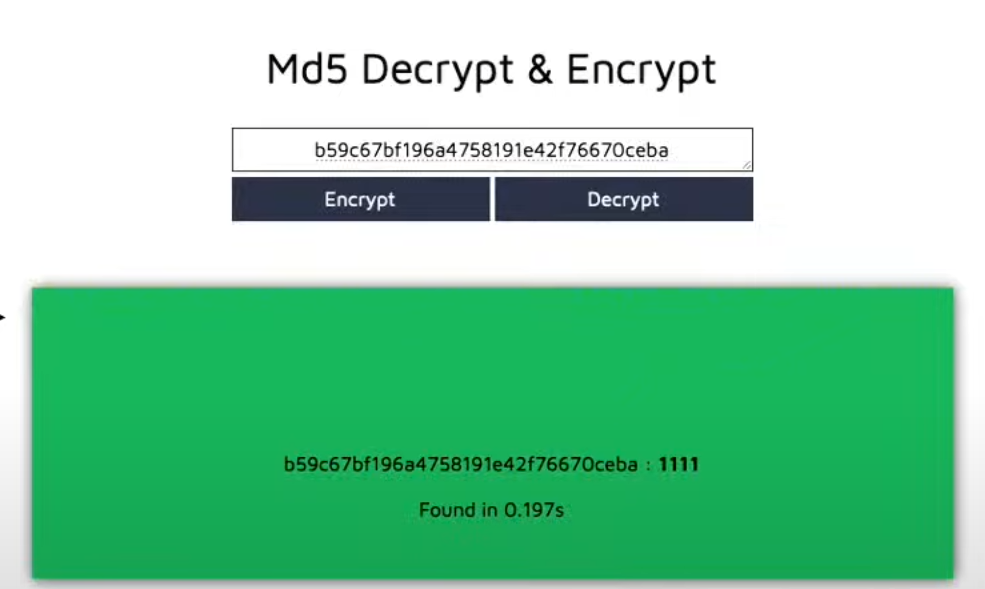 Md5 Decrypt & Encrypt
b59c67bf196a4758191e42f76670ceba
Encrypt Decrypt
b59c67bf196a4758191e42f76670ceba : 1111
Found in 0.197s